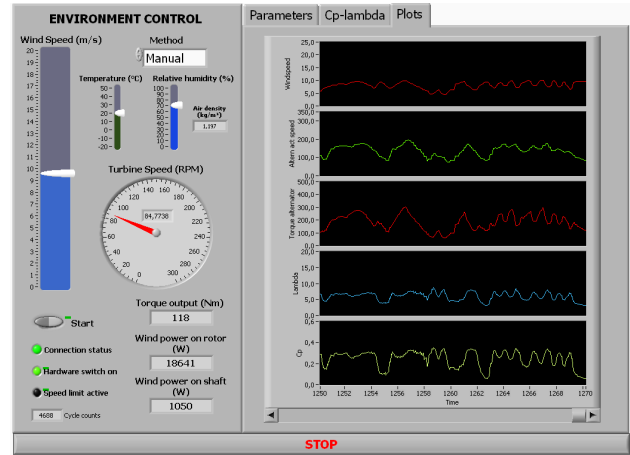 ENVIRONMENT CONTROL
Wind Speed (m/s)
20
19
18
17
16
15
14
13
12
11
10
9
8
7
6
5
4
3
2
1
0
Method
Manual
Temperature (°C)
50
40
30
20
10
0
-10
-20
Relative humidity (%)
100
90
80
70
60
50
40
30
20
10
0
Air density
(kg/m³)
1,197
Turbine Speed (RPM)
0
20
40
60
80
100
120
140
160
180
200
220
240
260
280
300
84,7738
Start
Connection status
Hardware switch on
Speed limit active
4688 Cycle counts
Torque output (Nm)
118
Wind power on rotor
(W)
18641
Wind power on shaft
(W)
1050
Parameters
Cp-lambda
Plots
Windspeed
25,0
20,0
15,0
10,0
5,0
0,0
Altern act speed
350,0
300,0
200,0
100,0
0,0
Torque alternator
500,0
400,0
300,0
200,0
100,0
0,0
Lambda
20,0
15,0
10,0
5,0
0,0
Cp
0,6
0,4
0,2
0,0
1250 1252 1254 1256 1258 1260 1262 1264 1266 1268 1270
Time
STOP